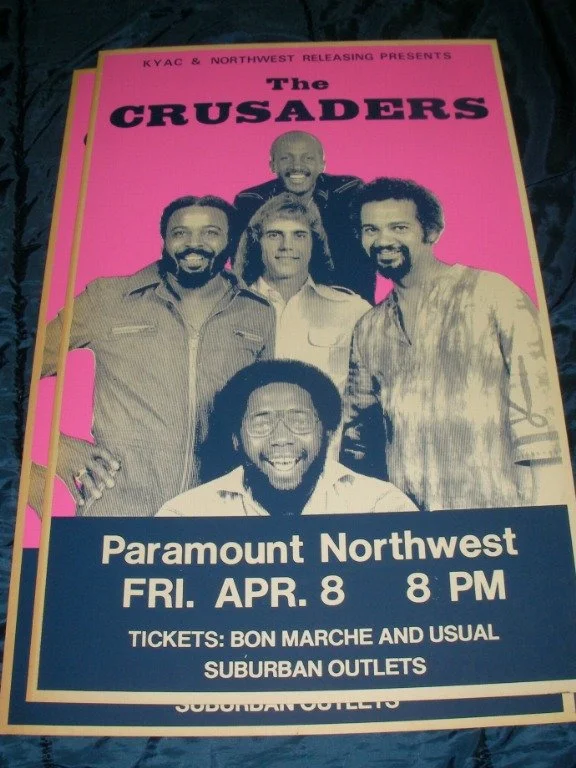 KYAC & NORTHWEST RELEASING PRESENTS
The
CRUSADERS
Paramount Northwest
FRI. APR. 8 8 PM
TICKETS: BON MARCHE AND USUAL
SUBURBAN OUTLETS
SUBURBAN OUTLETS